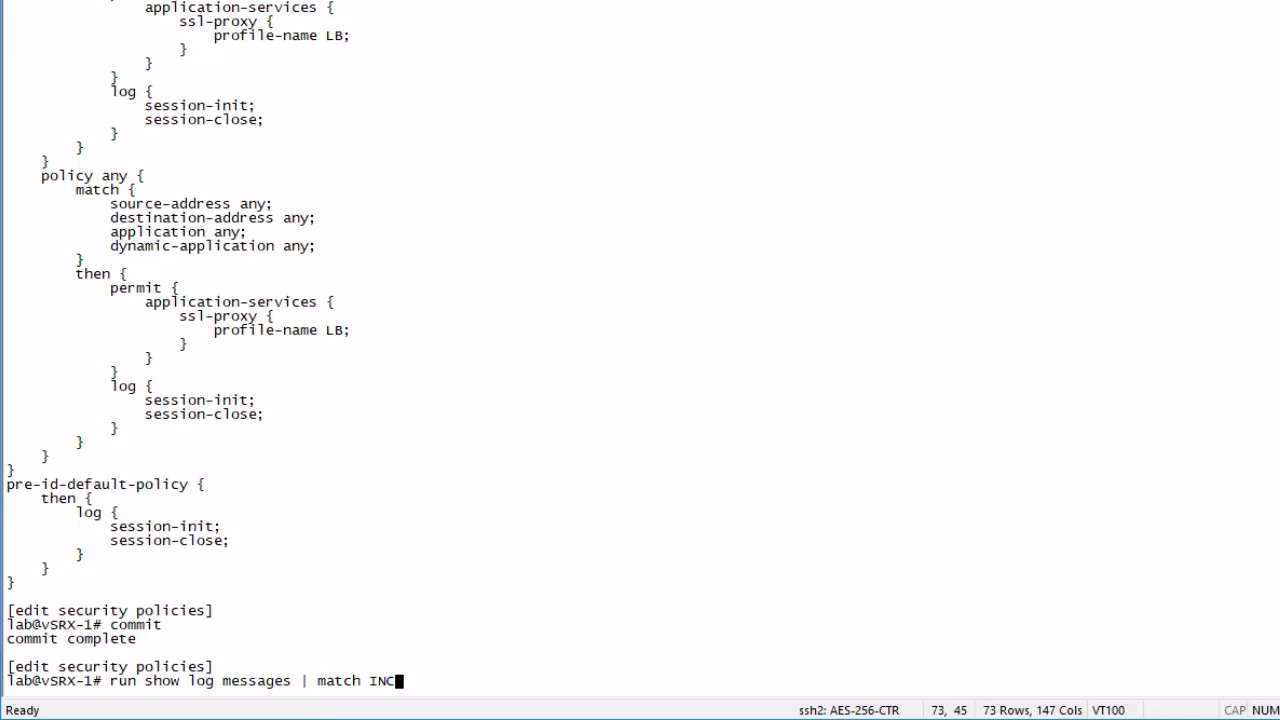 application-services {
                    ssl-proxy {
                        profile-name LB;
                    }
                }
            }
            log {
                session-init;
                session-close;
            }
        }
    }
    policy any {
        match {
            source-address any;
            destination-address any;
            application any;
            dynamic-application any;
        }
        then {
            permit {
                application-services {
                    ssl-proxy {
                        profile-name LB;
                    }
                }
            }
            log {
                session-init;
                session-close;
            }
        }
    }
}
pre-id-default-policy {
    then {
        log {
            session-init;
            session-close;
        }
    }
}

[edit security policies]
lab@vSRX-1# commit
commit complete

[edit security policies]
lab@vSRX-1# run show log messages | match INC
Ready ssh2: AES-256-CTR 73, 45 73 Rows, 147 Cols VT100 CAP NUM